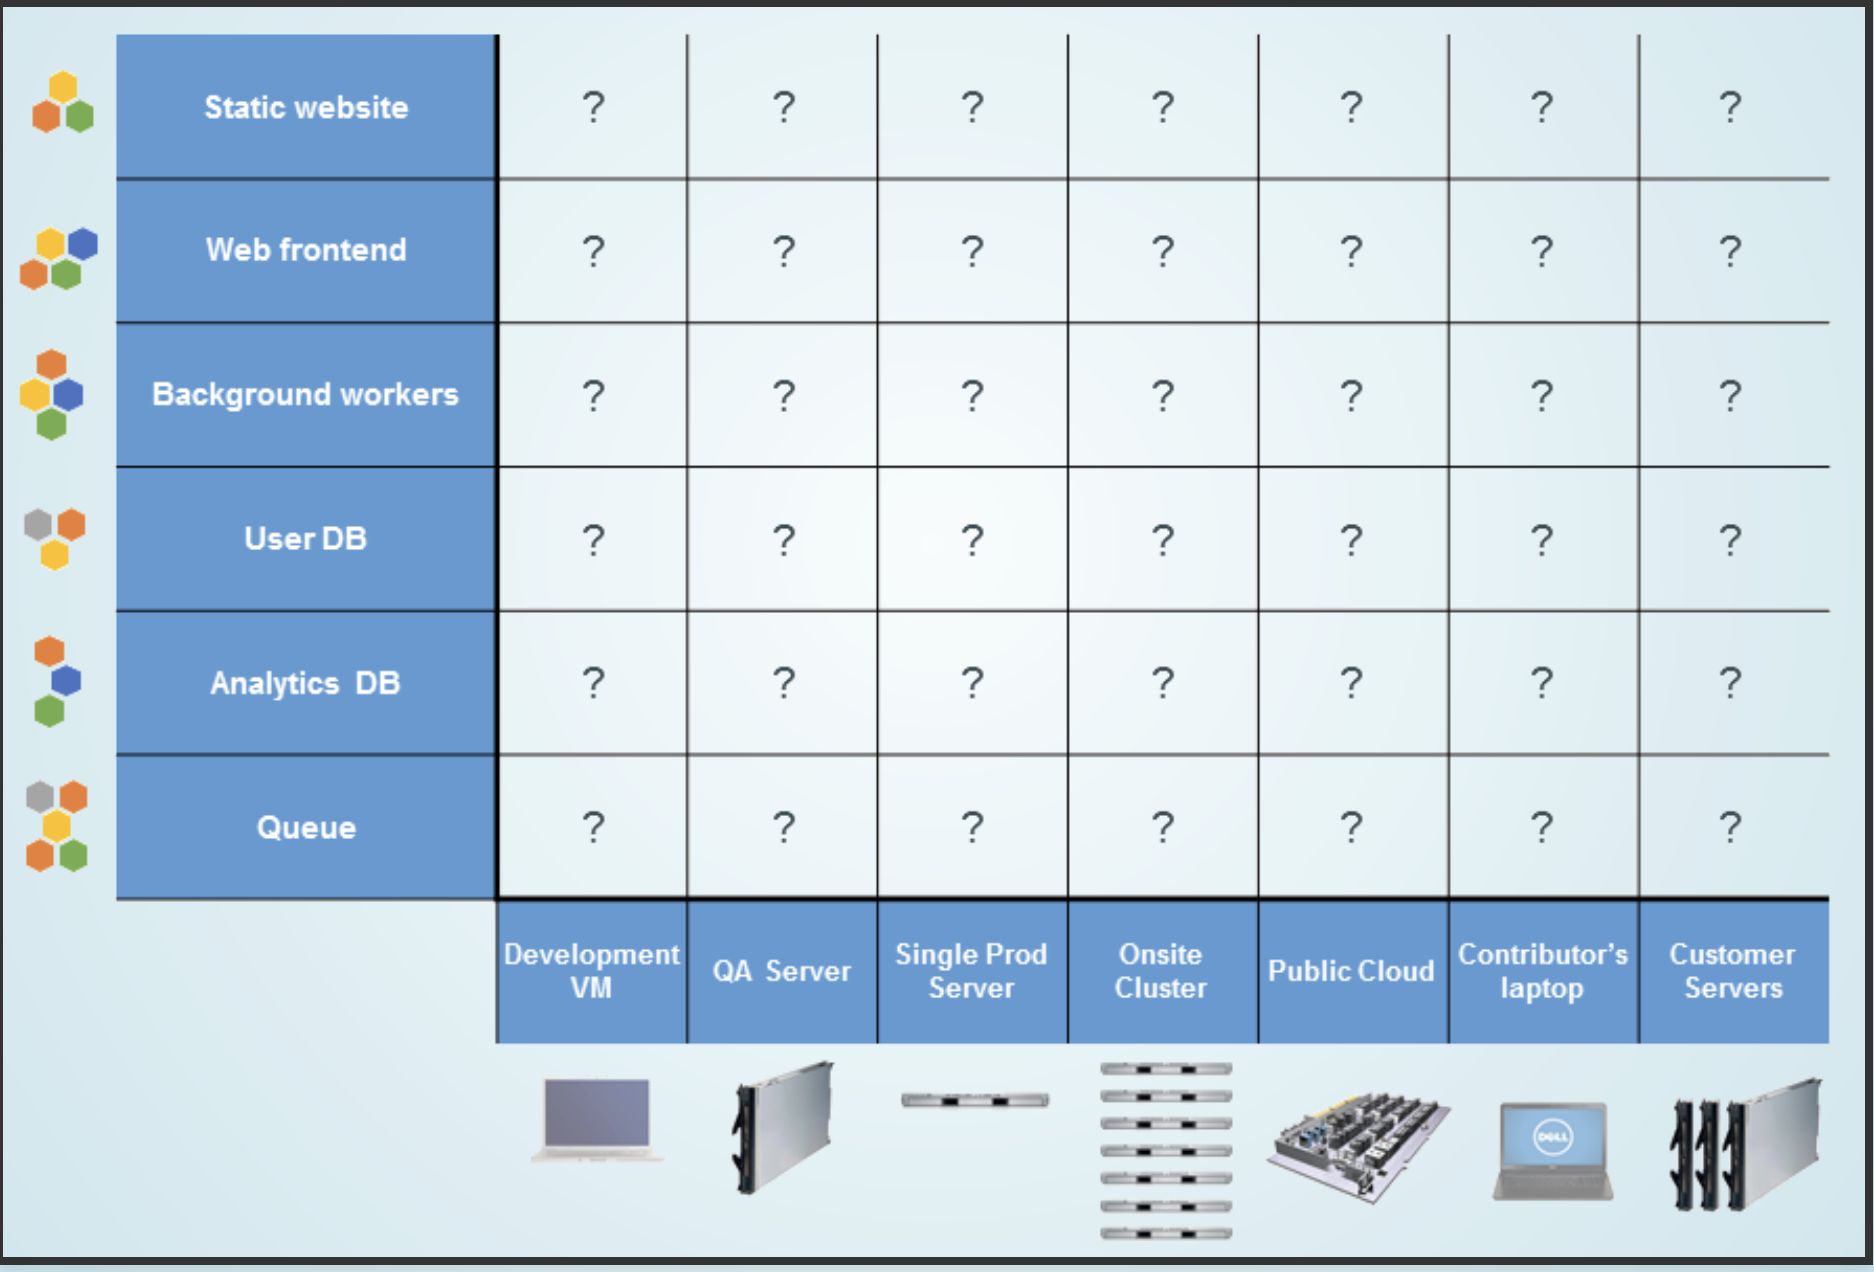 Static website
? ? ? ? ? ? ?
Web frontend
? ? ? ? ? ? ?
Background workers
? ? ? ? ? ? ?
User DB
? ? ? ? ? ? ?
Analytics DB
? ? ? ? ? ? ?
Queue
? ? ? ? ? ? ?
Development
VM
QA Server
Single Prod
Server
Onsite
Cluster
Public Cloud
Contributor’s
laptop
Customer
Servers
DELL